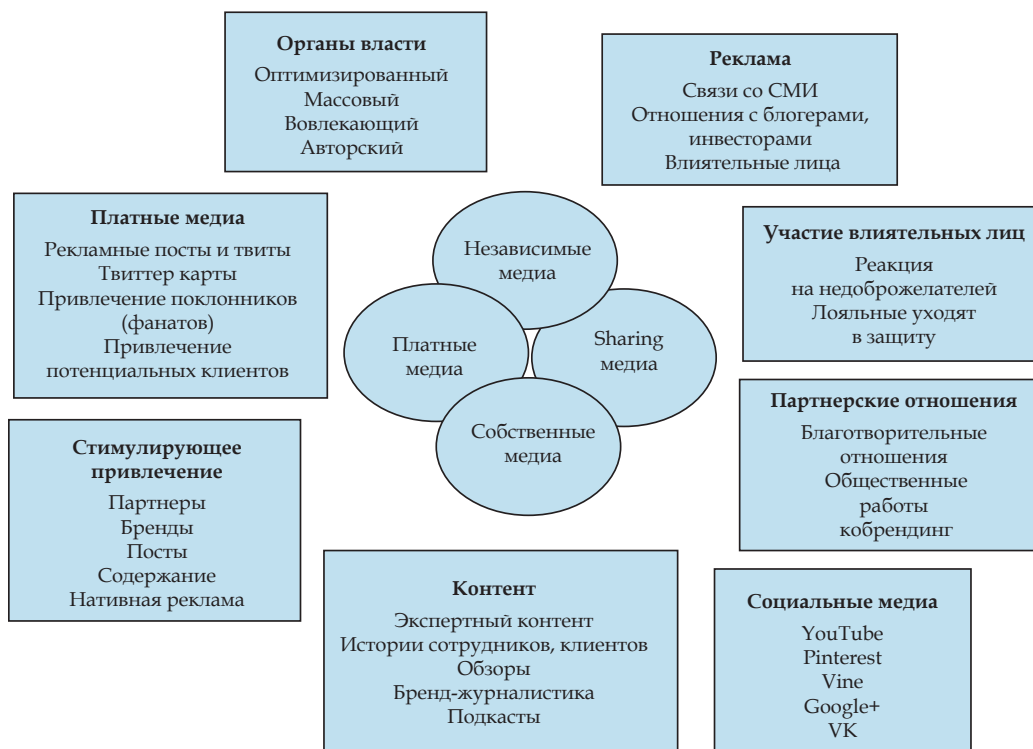 Органы власти
Оптимизированный
Массовый
Вовлекающий
Авторский
Реклама
Связи со СМИ
Отношения с блогерами,
инвесторами
Влиятельные лица
Платные медиа
Рекламные посты и твиты
Твиттер карты
Привлечение поклонников
(фанатов)
Привлечение
потенциальных клиентов
Независимые
медиа
Платные
медиа
Sharing
медиа
Собственные
медиа
Участие влиятельных лиц
Реакция
на недоброжелателей
Лояльные уходят
в защиту
Стимулирующее
привлечение
Партнеры
Бренды
Посты
Содержание
Нативная реклама
Партнерские отношения
Благотворительные
отношения
Общественные
работы
кобрендинг
Контент
Экспертный контент
Истории сотрудников, клиентов
Обзоры
Бренд-журналистика
Подкасты
Социальные медиа
YouTube
Pinterest
Vine
Google+
VK